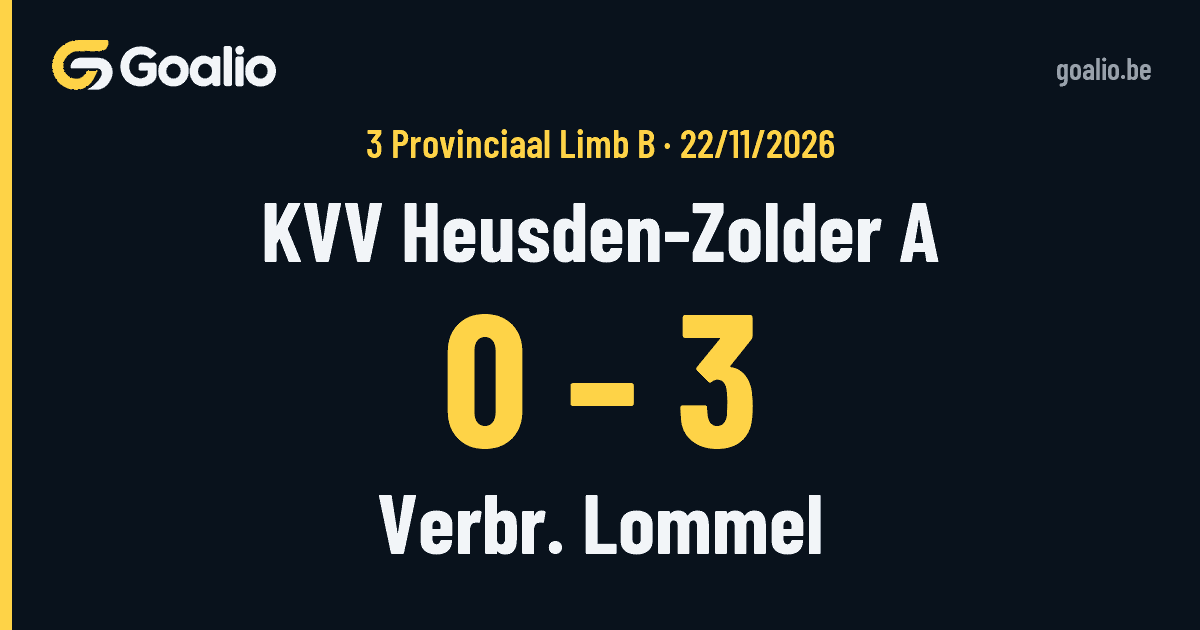 Goalio
goalio.be
3 Provinciaal Limb B · 22/11/2026
KVV Heusden-Zolder A
0 – 3
Verbr. Lommel